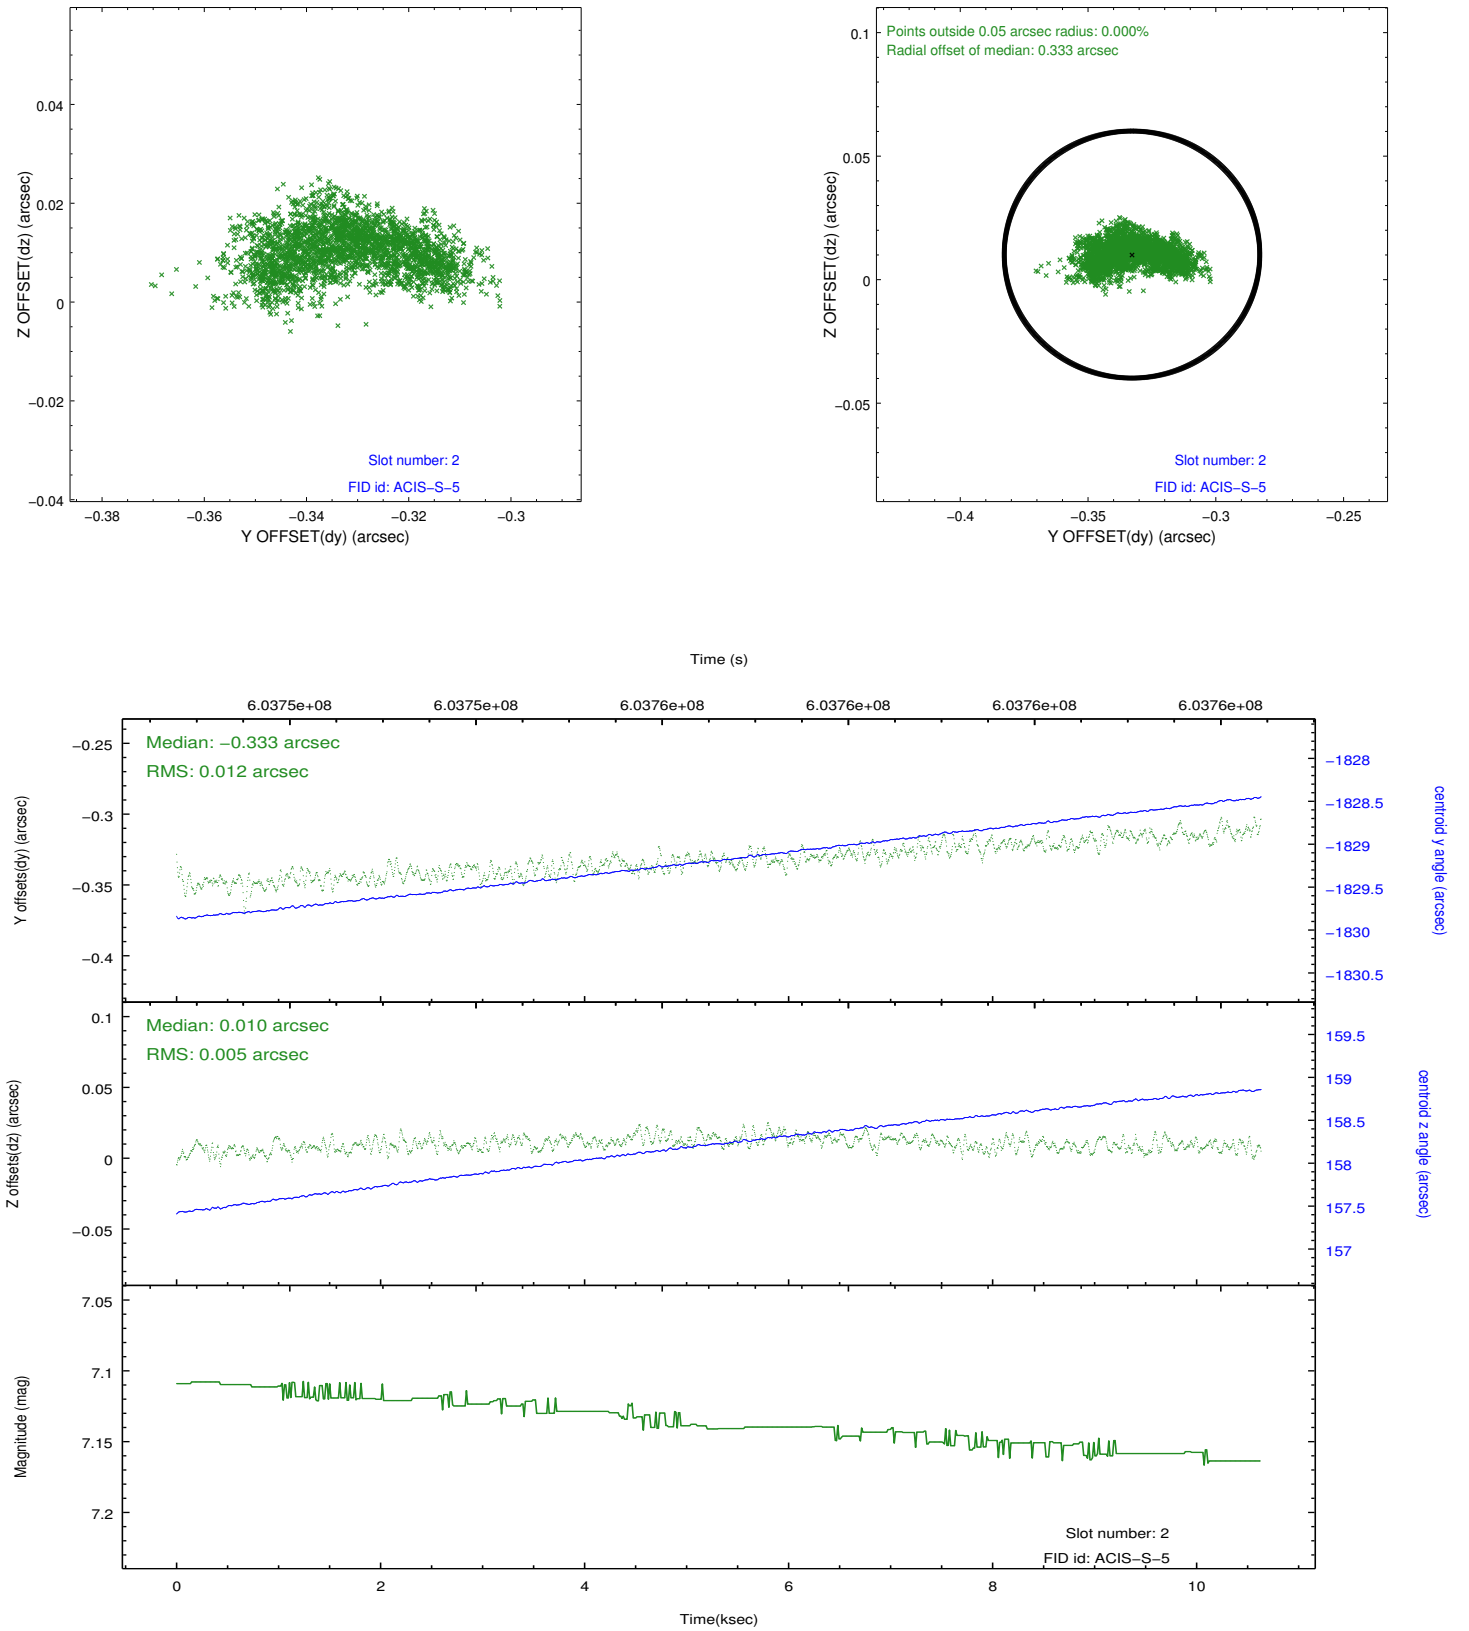 0.04
0.02
0
−0.02
−0.04
Z OFFSET(dz) (arcsec)
Slot number: 2
FID id: ACIS−S−5
−0.38
−0.36
−0.34
−0.32
−0.3
Y OFFSET(dy) (arcsec)
Points outside 0.05 arcsec radius: 0.000%
Radial offset of median: 0.333 arcsec
0.1
0.05
0
−0.05
Z OFFSET(dz) (arcsec)
Slot number: 2
FID id: ACIS−S−5
−0.4
−0.35
−0.3
−0.25
Y OFFSET(dy) (arcsec)
Time (s)
6.0375e+08
6.0375e+08
6.0376e+08
6.0376e+08
6.0376e+08
6.0376e+08
Median: −0.333 arcsec
RMS: 0.012 arcsec
−0.25
−0.3
−0.35
−0.4
Y offsets(dy) (arcsec)
−1828
−1828.5
−1829
−1829.5
−1830
−1830.5
centroid y angle (arcsec)
Median: 0.010 arcsec
RMS: 0.005 arcsec
0.1
0.05
0
−0.05
Z offsets(dz) (arcsec)
159.5
159
158.5
158
157.5
157
centroid z angle (arcsec)
7.05
7.1
7.15
7.2
Magnitude (mag)
Slot number: 2
FID id: ACIS−S−5
0
2
4
6
8
10
Time(ksec)